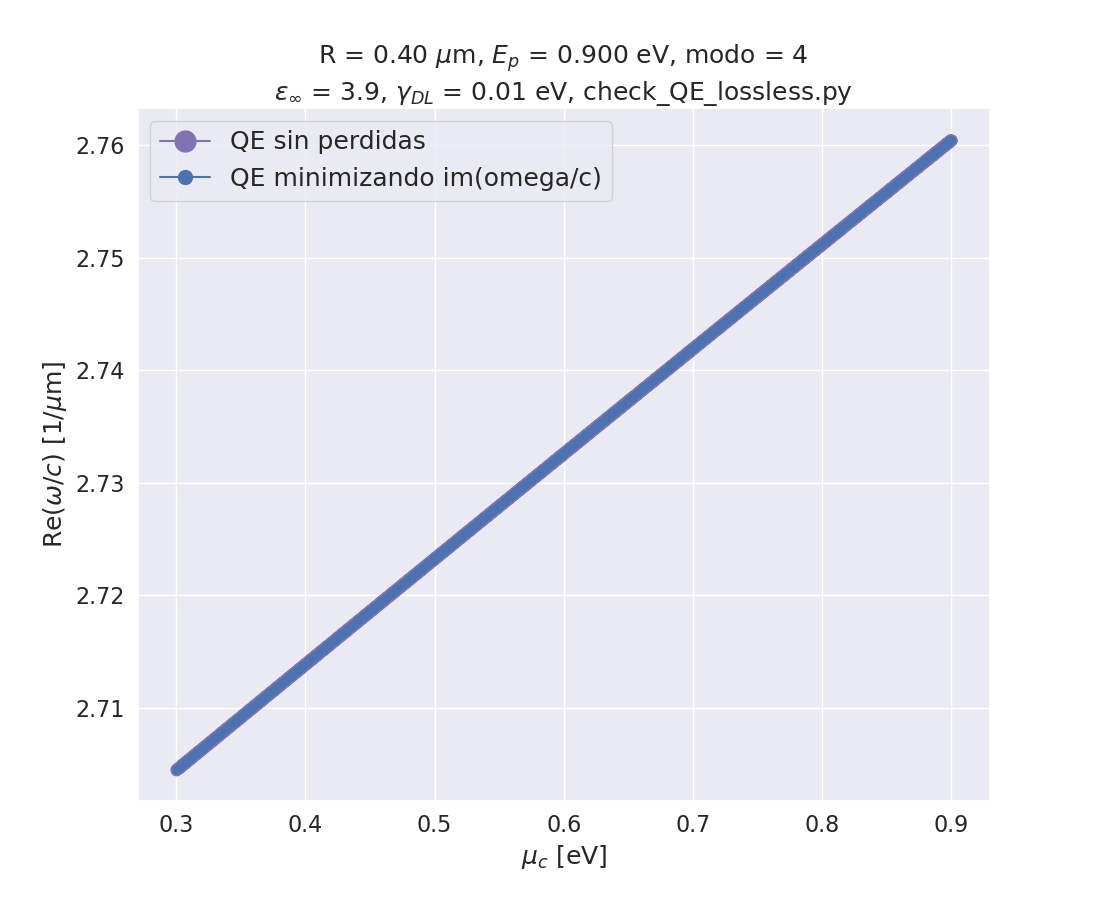 R = 0.40 μm, E_p = 0.900 eV, modo = 4
ε_∞ = 3.9, γ_DL = 0.01 eV, check_QE_lossless.py
QE sin perdidas
QE minimizando im(omega/c)
2.76
2.75
2.74
2.73
2.72
2.71
Re(ω/c) [1/μm]
0.3 0.4 0.5 0.6 0.7 0.8 0.9
μ_c [eV]